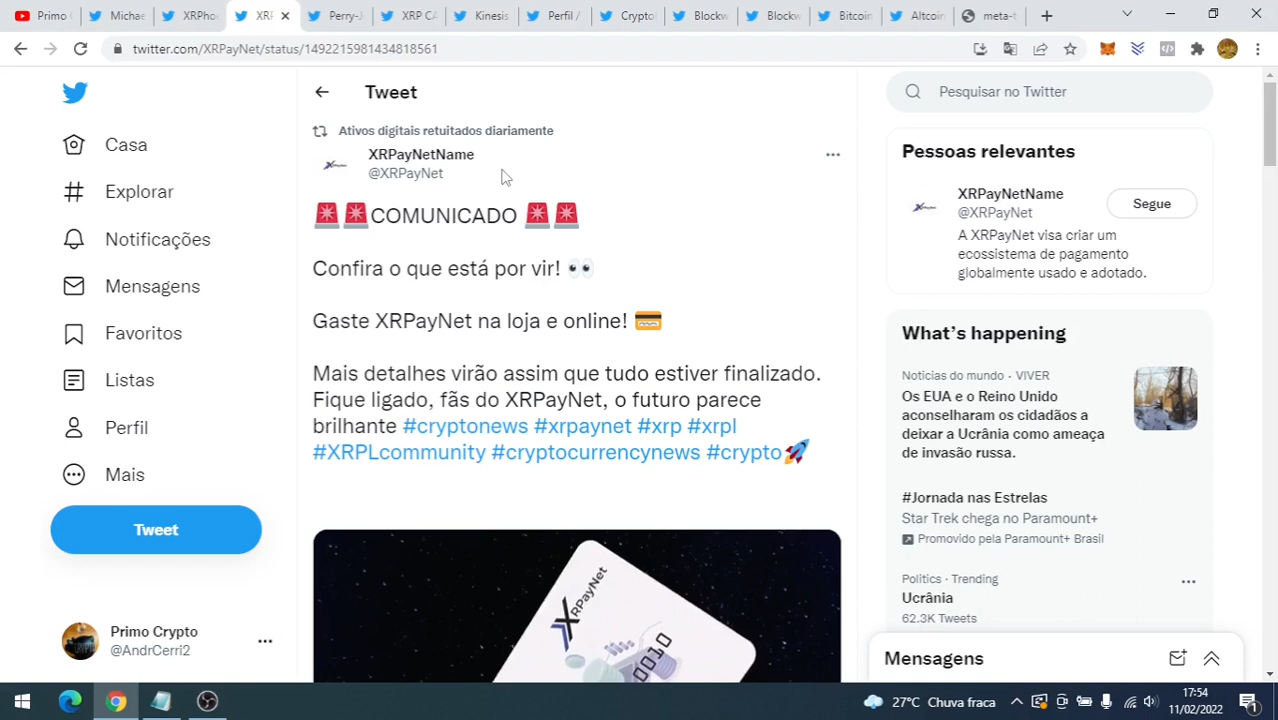 Primo
Michae
XRPho
XRF
Perry-J
XRP CA
Kinesis
Perfil /
Crypto
Blockw
Blockw
Bitcoin
Altcoin
meta-t
twitter.com/XRPayNet/status/1492215981434818561
Tweet
Pesquisar no Twitter
Casa
Explorar
Notificações
Mensagens
Favoritos
Listas
Perfil
Mais
Tweet
Primo Crypto
@AndrCerri2
Ativos digitais retuitados diariamente
XRPayNetName
@XRPayNet
🚨🚨COMUNICADO 🚨🚨
Confira o que está por vir! 👀
Gaste XRPayNet na loja e online! 💳
Mais detalhes virão assim que tudo estiver finalizado.
Fique ligado, fãs do XRPayNet, o futuro parece
brilhante #cryptonews #xrpaynet #xrp #xrpl
#XRPLcommunity #cryptocurrencynews #crypto🚀
XRPayNet
0010
Pessoas relevantes
XRPayNetName
@XRPayNet
Segue
A XRPayNet visa criar um
ecossistema de pagamento
globalmente usado e adotado.
What's happening
Notícias do mundo · VIVER
Os EUA e o Reino Unido
aconselharam os cidadãos a
deixar a Ucrânia como ameaça
de invasão russa.
#Jornada nas Estrelas
Star Trek chega no Paramount+
Promovido pela Paramount+ Brasil
Politics · Trending
Ucrânia
62.3K Tweets
Mensagens
27°C Chuva fraca
17:54
11/02/2022
1